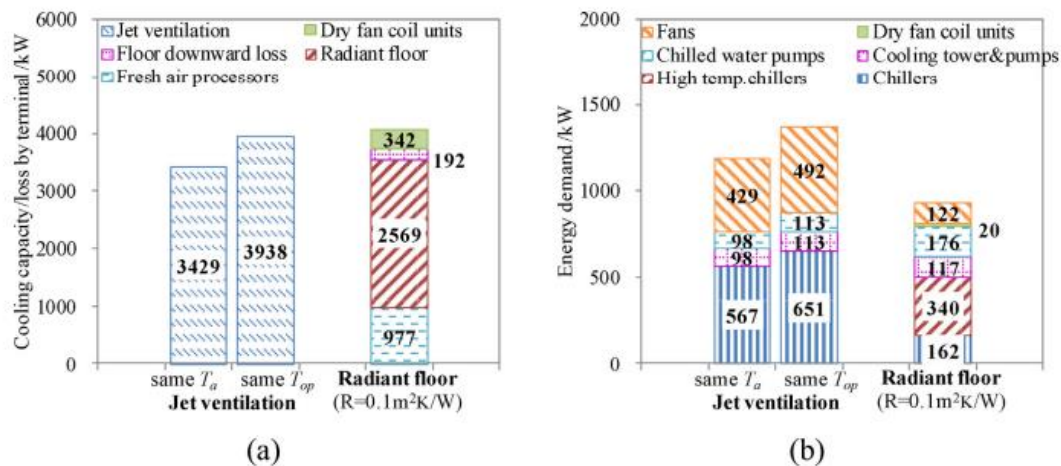 Jet ventilation
Dry fan coil units
Floor downward loss
Radiant floor
Fresh air processors
Cooling capacity/loss by terminal /kW
6000
5000
4000
3000
2000
1000
0
3429
3938
342
192
2569
977
same Ta
same Top
Jet ventilation
Radiant floor
(R=0.1m²K/W)
(a)
Fans
Dry fan coil units
Chilled water pumps
Cooling tower&pumps
High temp.chillers
Chillers
Energy demand /kW
2000
1500
1000
500
0
429
98
98
567
492
113
113
651
122
20
176
117
340
162
same Ta
same Top
Jet ventilation
Radiant floor
(R=0.1m²K/W)
(b)